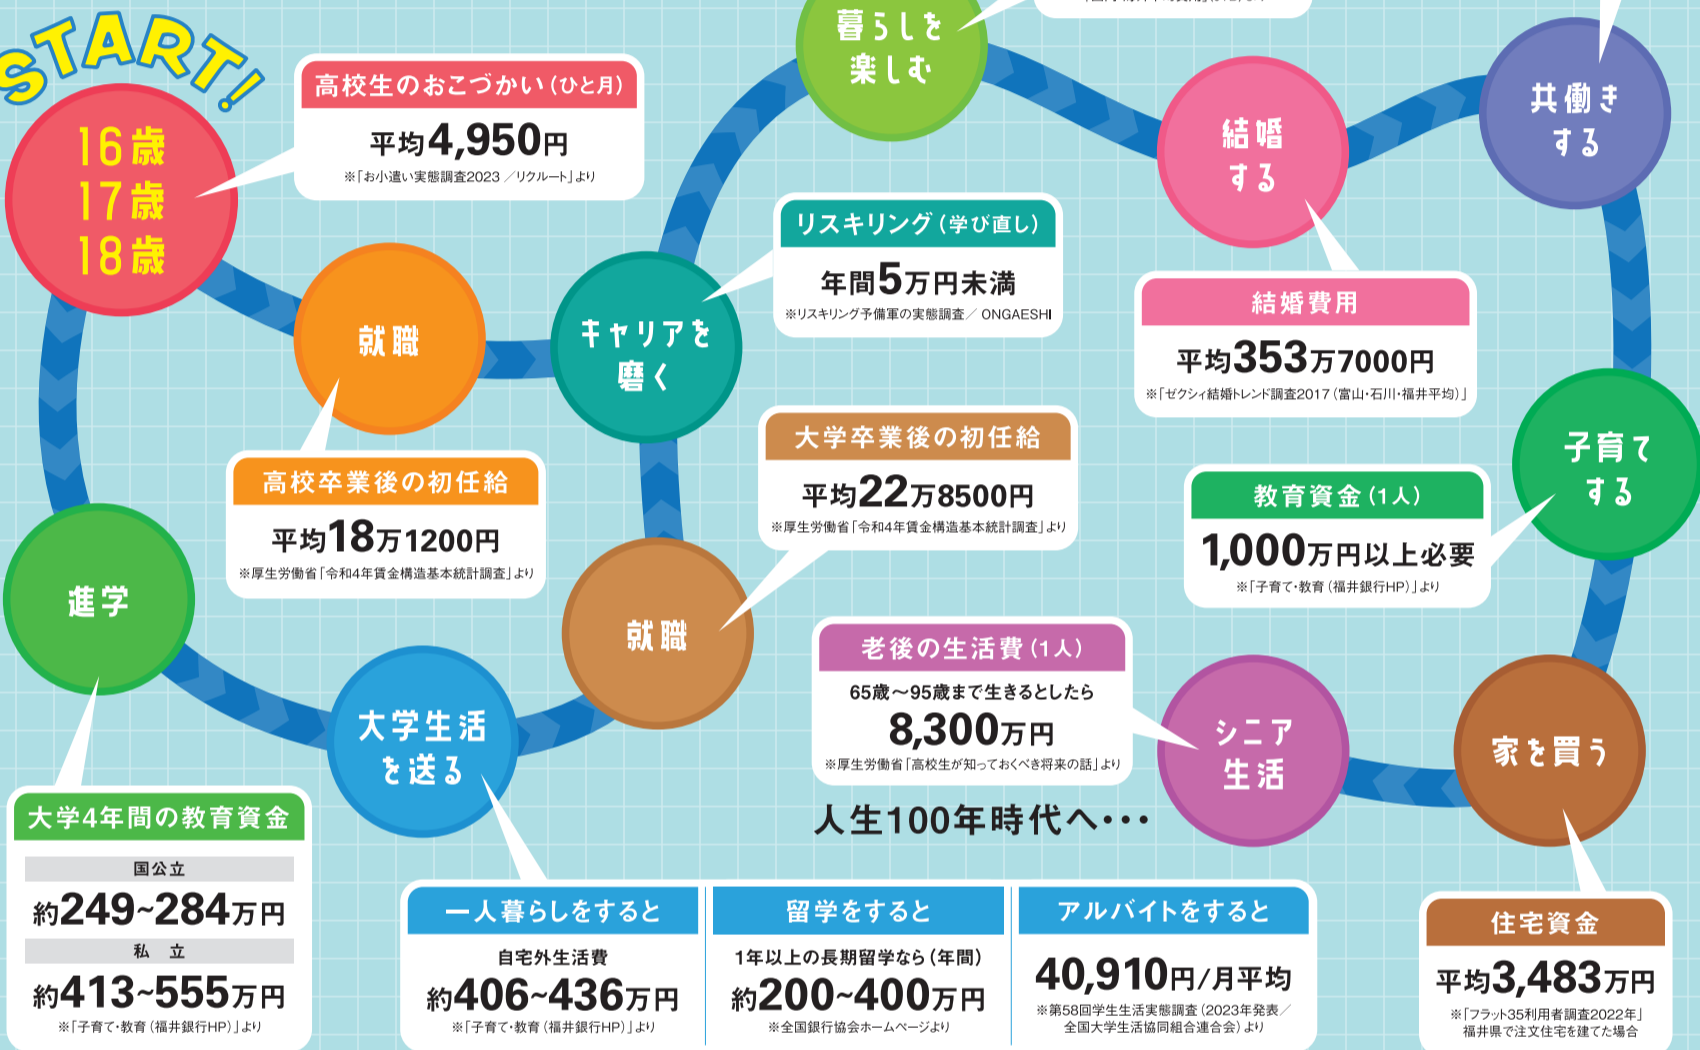 START!
16歳
17歳
18歳
高校生のおこづかい（ひと月）
平均4,950円
※「お小遣い実態調査2023／リクルート」より
就職
高校卒業後の初任給
平均18万1200円
※厚生労働省「令和4年賃金構造基本統計調査」より
進学
大学4年間の教育資金
国公立
約249~284万円
私 立
約413~555万円
※「子育て・教育（福井銀行HP）」より
大学生活
を送る
一人暮らしをすると
自宅外生活費
約406~436万円
※「子育て・教育（福井銀行HP）」より
留学をすると
1年以上の長期留学なら（年間）
約200~400万円
※全国銀行協会ホームページより
アルバイトをすると
40,910円/月平均
※第58回学生生活実態調査（2023年発表／
全国大学生活協同組合連合会）より
就職
大学卒業後の初任給
平均22万8500円
※厚生労働省「令和4年賃金構造基本統計調査」より
キャリアを
磨く
リスキリング（学び直し）
年間5万円未満
※リスキリング予備軍の実態調査／ ONGAESHI
暮らしを
楽しむ
結婚
する
結婚費用
平均353万7000円
※「ゼクシィ結婚トレンド調査2017（富山・石川・福井平均）」
共働き
する
子育て
する
教育資金（1人）
1,000万円以上必要
※「子育て・教育（福井銀行HP）」より
家を買う
住宅資金
平均3,483万円
※「フラット35利用者調査2022年」
福井県で注文住宅を建てた場合
シニア
生活
老後の生活費（1人）
65歳〜95歳まで生きるとしたら
8,300万円
※厚生労働省「高校生が知っておくべき将来の話」より
人生100年時代へ・・・